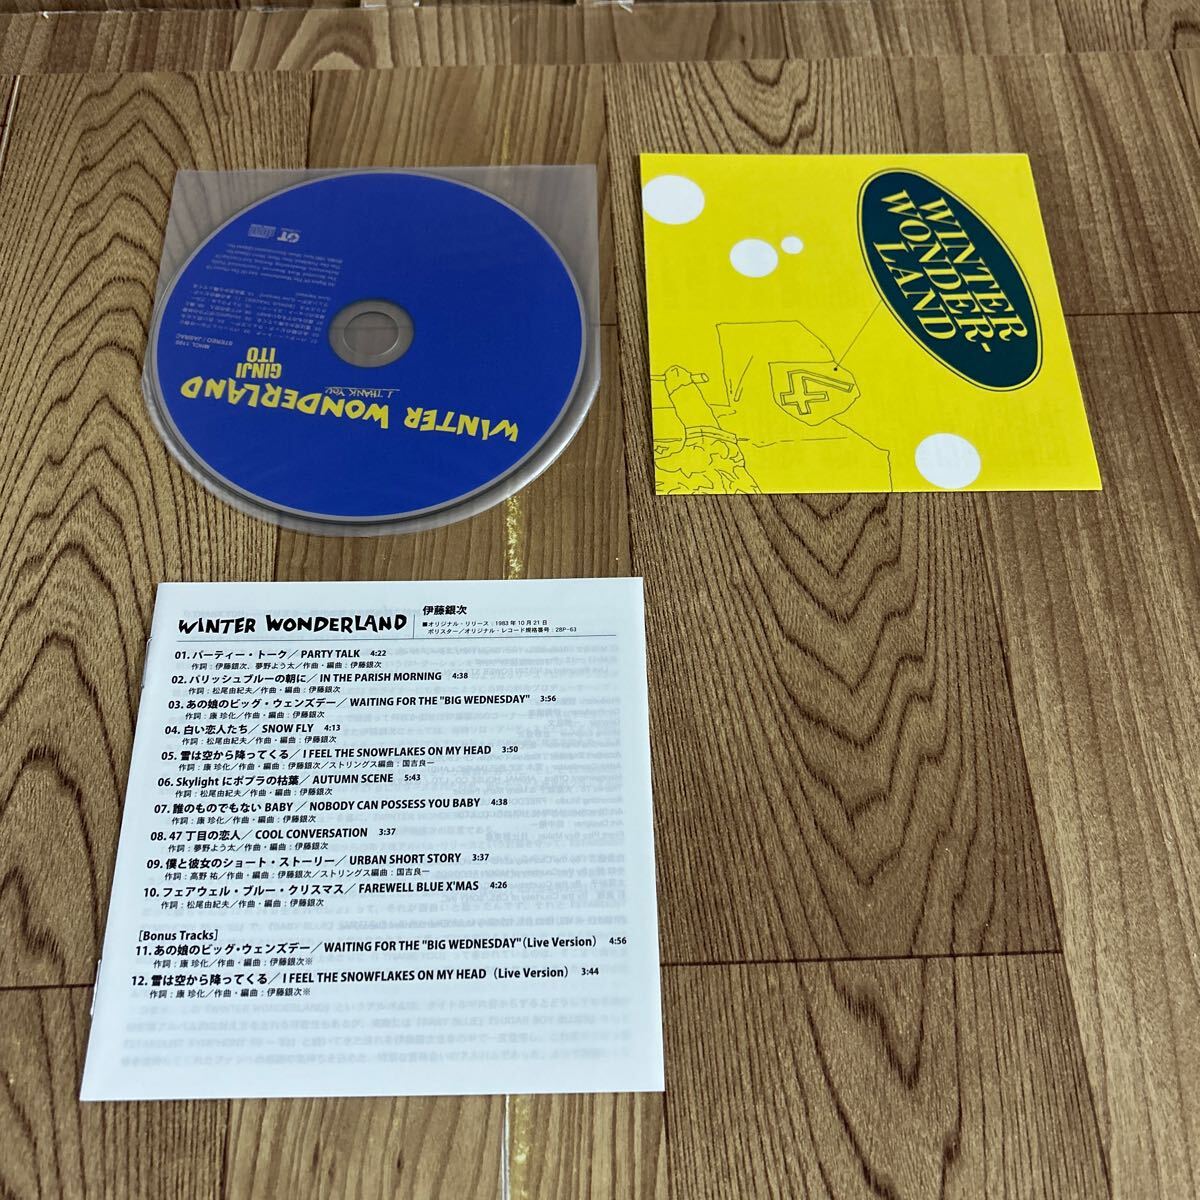 WINTER WONDERLAND
I THANK YOU
GINJI
ITO
MHCL 1199
STEREO / JASRAC
WINTER
WONDER-
LAND
4
WINTER WONDERLAND
伊藤銀次
■オリジナル・リリース：1983年10月21日
ポリスター／オリジナル・レコード規格番号：28P-63
01. パーティー・トーク／ PARTY TALK 4:22
作詞：伊藤銀次、夢野よう太／作曲・編曲：伊藤銀次
02. パリッシュブルーの朝に／ IN THE PARISH MORNING 4:38
作詞：松尾由紀夫／作曲・編曲：伊藤銀次
03. あの娘のビッグ・ウェンズデー／ WAITING FOR THE "BIG WEDNESDAY" 3:56
作詞：康 珍化／作曲・編曲：伊藤銀次
04. 白い恋人たち／ SNOW FLY 4:13
作詞：松尾由紀夫／作曲・編曲：伊藤銀次
05. 雪は空から降ってくる／ I FEEL THE SNOWFLAKES ON MY HEAD 3:50
作詞：康 珍化／作曲・編曲：伊藤銀次／ストリングス編曲：国吉良一
06. Skylight にポプラの枯葉／ AUTUMN SCENE 5:43
作詞：松尾由紀夫／作曲・編曲：伊藤銀次
07. 誰のものでもない BABY ／ NOBODY CAN POSSESS YOU BABY 4:38
作詞：康 珍化／作曲・編曲：伊藤銀次
08. 47 丁目の恋人／ COOL CONVERSATION 3:37
作詞：夢野よう太／作曲・編曲：伊藤銀次
09. 僕と彼女のショート・ストーリー／ URBAN SHORT STORY 3:37
作詞：高野 祐／作曲・編曲：伊藤銀次／ストリングス編曲：国吉良一
10. フェアウェル・ブルー・クリスマス／ FAREWELL BLUE X'MAS 4:26
作詞：松尾由紀夫／作曲・編曲：伊藤銀次
[Bonus Tracks]
11. あの娘のビッグ・ウェンズデー／ WAITING FOR THE "BIG WEDNESDAY"（Live Version） 4:56
作詞：康 珍化／作曲・編曲：伊藤銀次※
12. 雪は空から降ってくる／ I FEEL THE SNOWFLAKES ON MY HEAD（Live Version） 3:44
作詞：康 珍化／作曲・編曲：伊藤銀次※